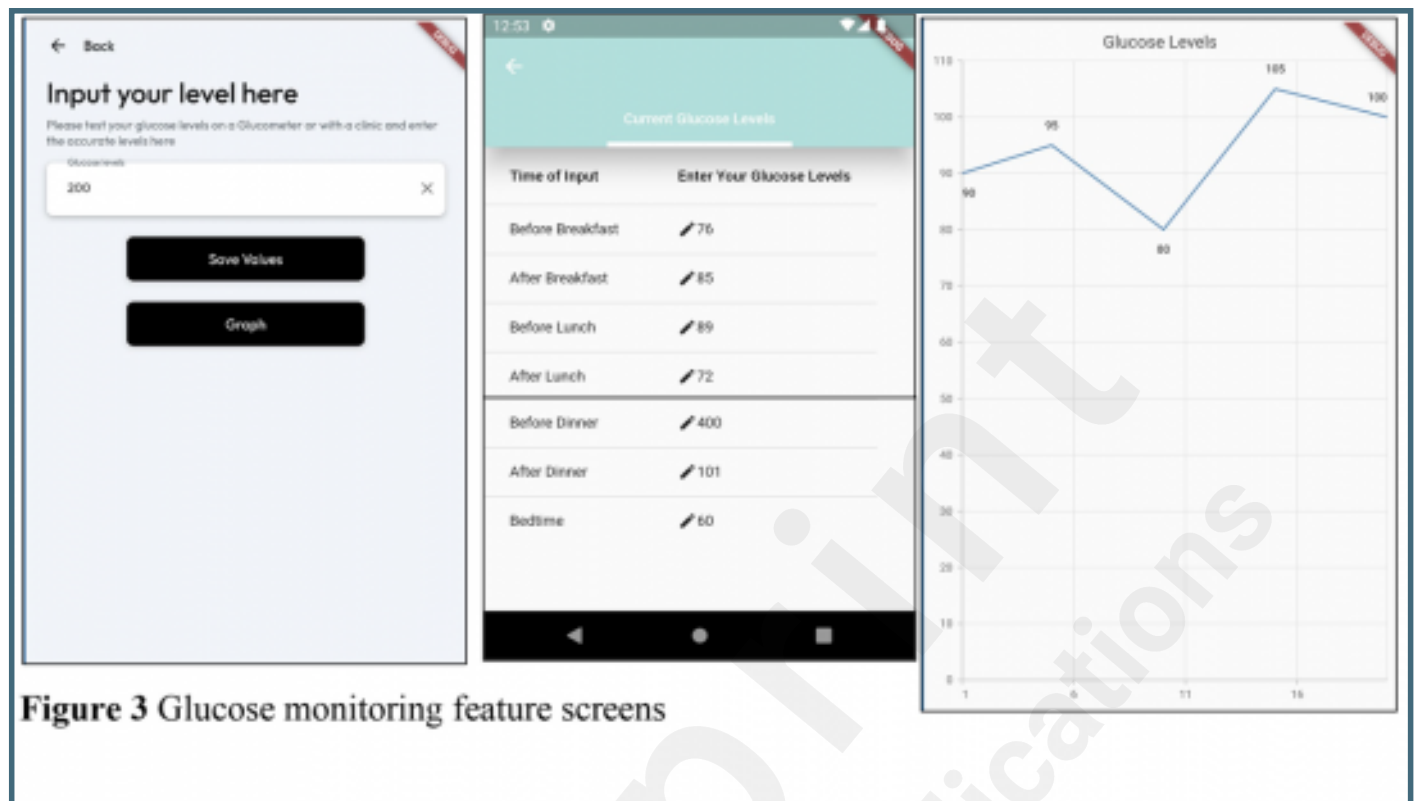 ← Back
DEBUG
Input your level here
Please test your glucose levels on a Glucometer or with a clinic and enter
the accurate levels here
Glucose levels
200
Save Values
Graph
12:53
Current Glucose Levels
Time of Input Enter Your Glucose Levels
Before Breakfast 76
After Breakfast 85
Before Lunch 89
After Lunch 72
Before Dinner 400
After Dinner 101
Bedtime 60
Glucose Levels
DEBUG
110
100
90
80
70
60
50
40
30
20
10
0
1 6 11 16
90
95
80
105
100
Figure 3 Glucose monitoring feature screens